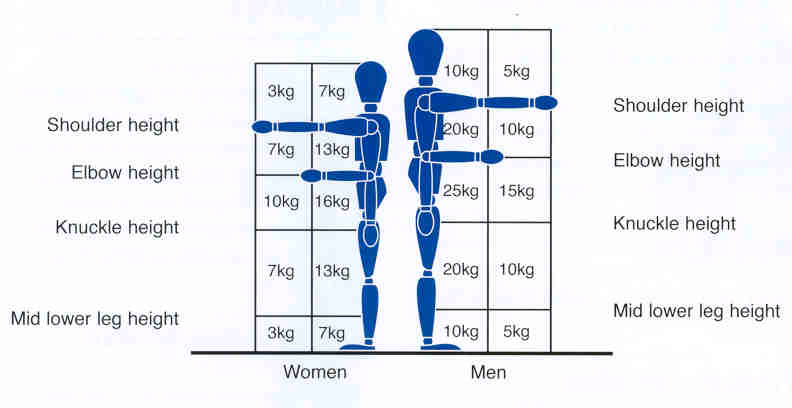 3kg 7kg 10kg 5kg
Shoulder height Shoulder height
7kg 13kg 20kg 10kg
Elbow height Elbow height
10kg 16kg 25kg 15kg
Knuckle height Knuckle height
7kg 13kg 20kg 10kg
Mid lower leg height Mid lower leg height
3kg 7kg 10kg 5kg
Women Men